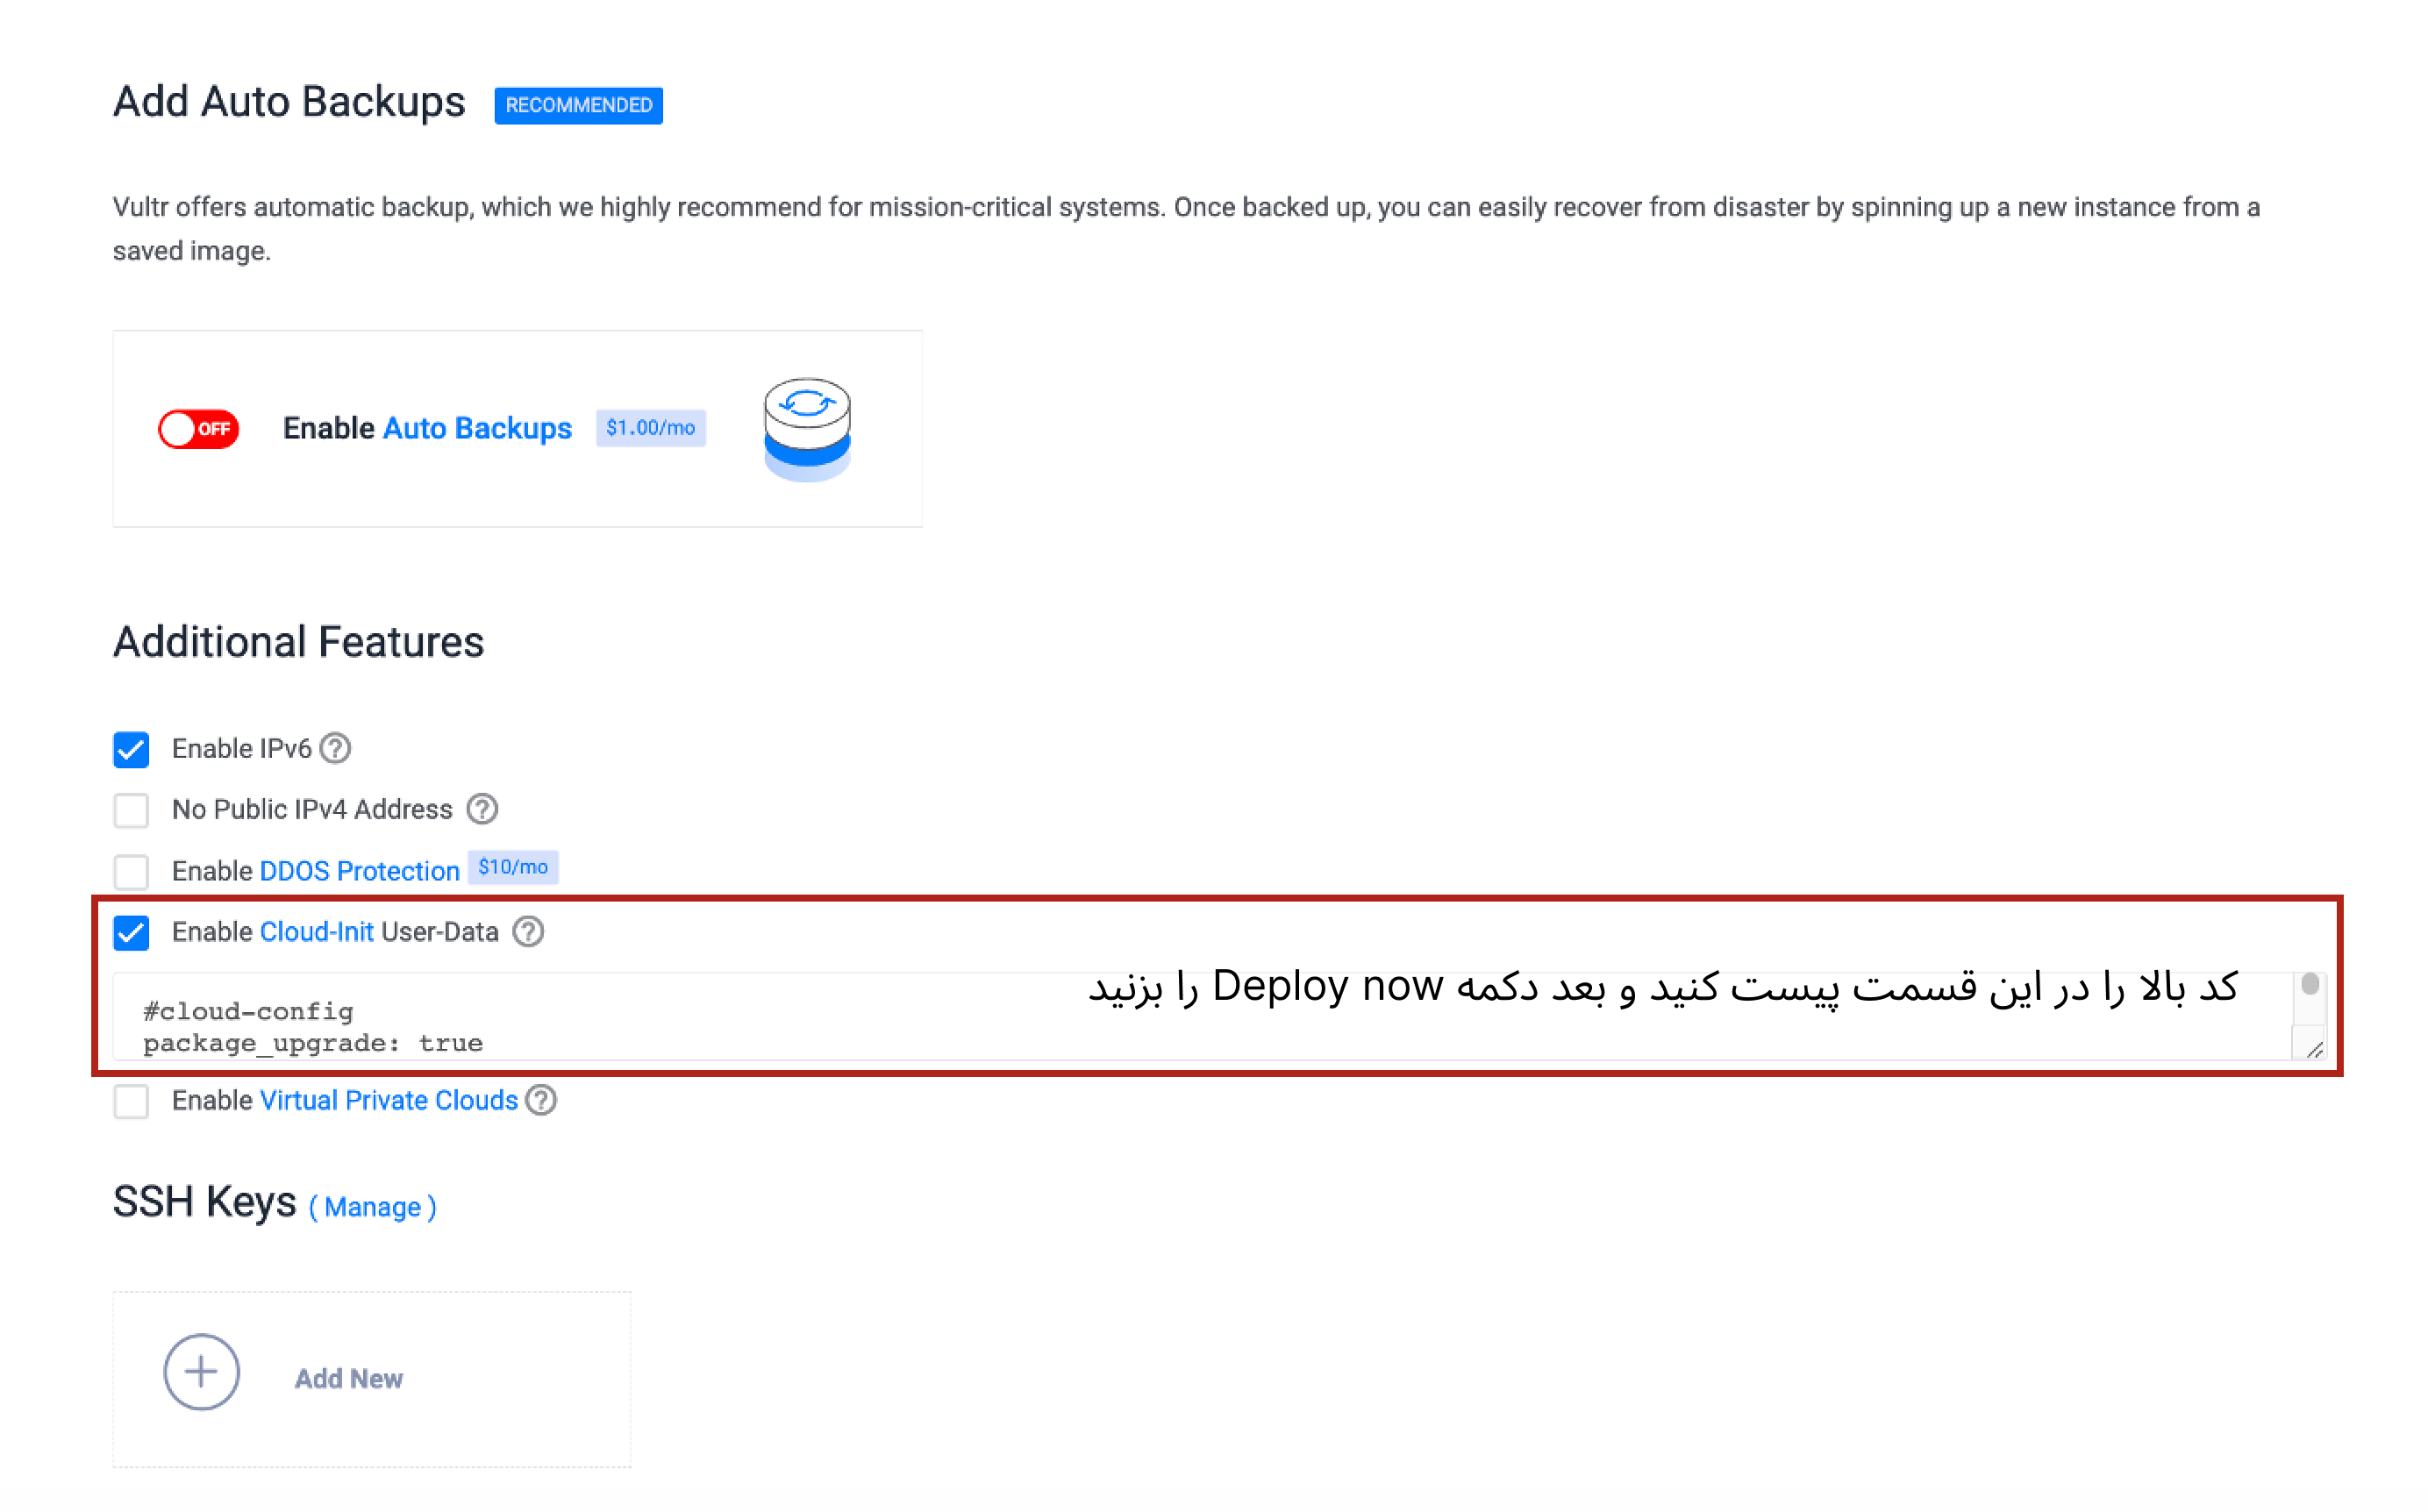 Add Auto Backups RECOMMENDED
Vultr offers automatic backup, which we highly recommend for mission-critical systems. Once backed up, you can easily recover from disaster by spinning up a new instance from a
saved image.
OFF Enable Auto Backups $1.00/mo
Additional Features
Enable IPv6 ?
No Public IPv4 Address ?
Enable DDOS Protection $10/mo
Enable Cloud-Init User-Data ?
کد بالا را در این قسمت پیست کنید و بعد دکمه Deploy now را بزنید
#cloud-config
package_upgrade: true
Enable Virtual Private Clouds ?
SSH Keys ( Manage )
Add New